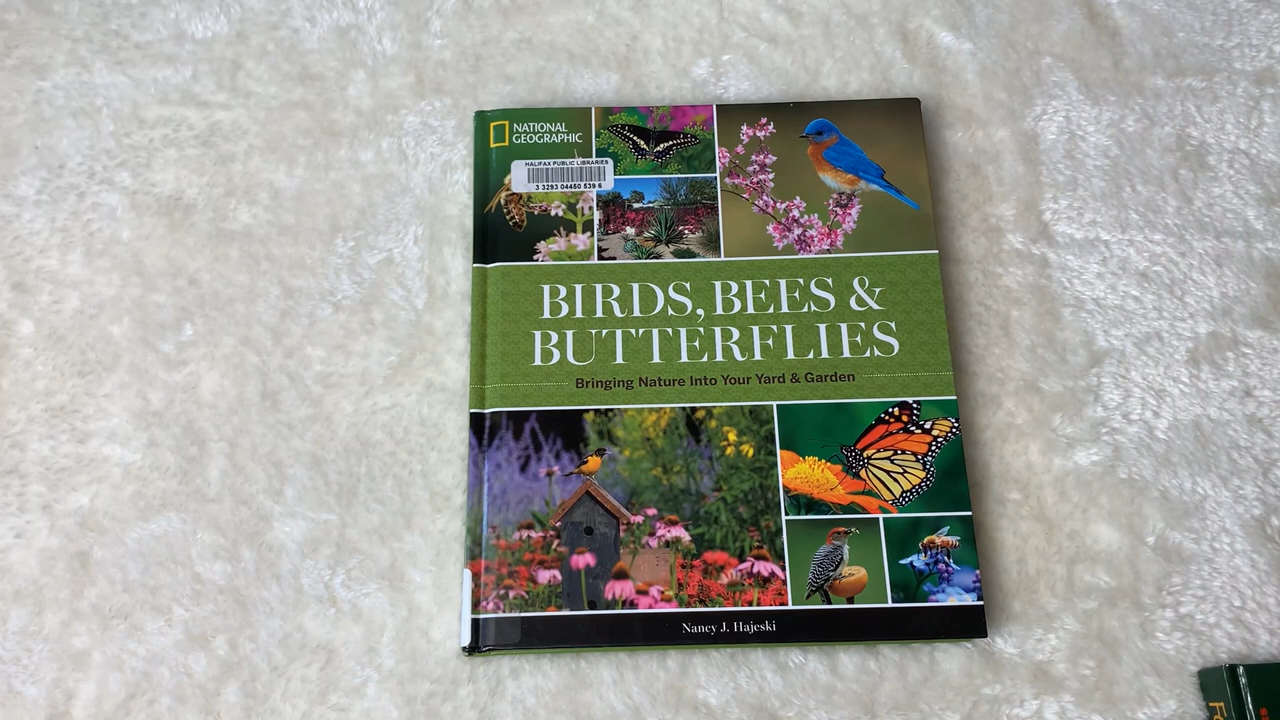 NATIONAL
GEOGRAPHIC
HALIFAX PUBLIC LIBRARIES
3 3293 04450 539 6
BIRDS, BEES &
BUTTERFLIES
Bringing Nature Into Your Yard & Garden
Nancy J. Hajeski